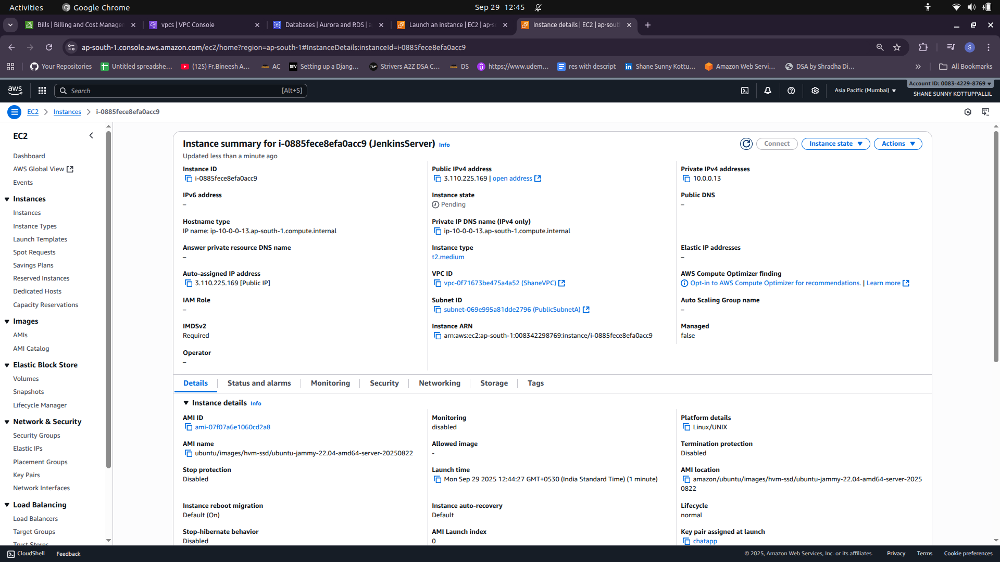 Activities
Google Chrome
Sep 29 12:45
Bills | Billing and Cost Manage
vpcs | VPC Console
Databases | Aurora and RDS | a
Launch an instance | EC2 | ap-s
Instance details | EC2 | ap-sout
ap-south-1.console.aws.amazon.com/ec2/home?region=ap-south-1#InstanceDetails:instanceId=i-0885fece8efa0acc9
S
Your Repositories
Untitled spreadshe...
(125) Fr.Bineesh A...
AC
DEV Setting up a Djang...
Strivers A2Z DSA C...
DS
https://www.udem...
res with descript
Shane Sunny Kottu...
Amazon Web Servi...
DSA by Shradha Di...
All Bookmarks
aws
Search
[Alt+S]
Asia Pacific (Mumbai)
Account ID: 0083-4229-8769
SHANE SUNNY KOTTUPPALLIL
EC2
Instances
i-0885fece8efa0acc9
EC2
Dashboard
AWS Global View
Events
Instances
Instances
Instance Types
Launch Templates
Spot Requests
Savings Plans
Reserved Instances
Dedicated Hosts
Capacity Reservations
Images
AMIs
AMI Catalog
Elastic Block Store
Volumes
Snapshots
Lifecycle Manager
Network & Security
Security Groups
Elastic IPs
Placement Groups
Key Pairs
Network Interfaces
Load Balancing
Load Balancers
Target Groups
Trust Stores
Instance summary for i-0885fece8efa0acc9 (JenkinsServer) Info
Updated less than a minute ago
Connect
Instance state
Actions
Instance ID
i-0885fece8efa0acc9
Public IPv4 address
3.110.225.169 | open address
Private IPv4 addresses
10.0.0.13
IPv6 address
–
Instance state
Pending
Public DNS
–
Hostname type
IP name: ip-10-0-0-13.ap-south-1.compute.internal
Private IP DNS name (IPv4 only)
ip-10-0-0-13.ap-south-1.compute.internal
Answer private resource DNS name
–
Instance type
t2.medium
Elastic IP addresses
–
Auto-assigned IP address
3.110.225.169 [Public IP]
VPC ID
vpc-0f71673be475a4a52 (ShaneVPC)
AWS Compute Optimizer finding
Opt-in to AWS Compute Optimizer for recommendations. | Learn more
IAM Role
–
Subnet ID
subnet-069e995a81dde2796 (PublicSubnetA)
Auto Scaling Group name
–
IMDSv2
Required
Instance ARN
arn:aws:ec2:ap-south-1:008342298769:instance/i-0885fece8efa0acc9
Managed
false
Operator
–
Details
Status and alarms
Monitoring
Security
Networking
Storage
Tags
Instance details Info
AMI ID
ami-07f07a6e1060cd2a8
Monitoring
disabled
Platform details
Linux/UNIX
AMI name
ubuntu/images/hvm-ssd/ubuntu-jammy-22.04-amd64-server-20250822
Allowed image
-
Termination protection
Disabled
Stop protection
Disabled
Launch time
Mon Sep 29 2025 12:44:27 GMT+0530 (India Standard Time) (1 minute)
AMI location
amazon/ubuntu/images/hvm-ssd/ubuntu-jammy-22.04-amd64-server-2025
0822
Instance reboot migration
Default (On)
Instance auto-recovery
Default
Lifecycle
normal
Stop-hibernate behavior
Disabled
AMI Launch index
0
Key pair assigned at launch
chatapp
CloudShell
Feedback
© 2025, Amazon Web Services, Inc. or its affiliates.
Privacy
Terms
Cookie preferences